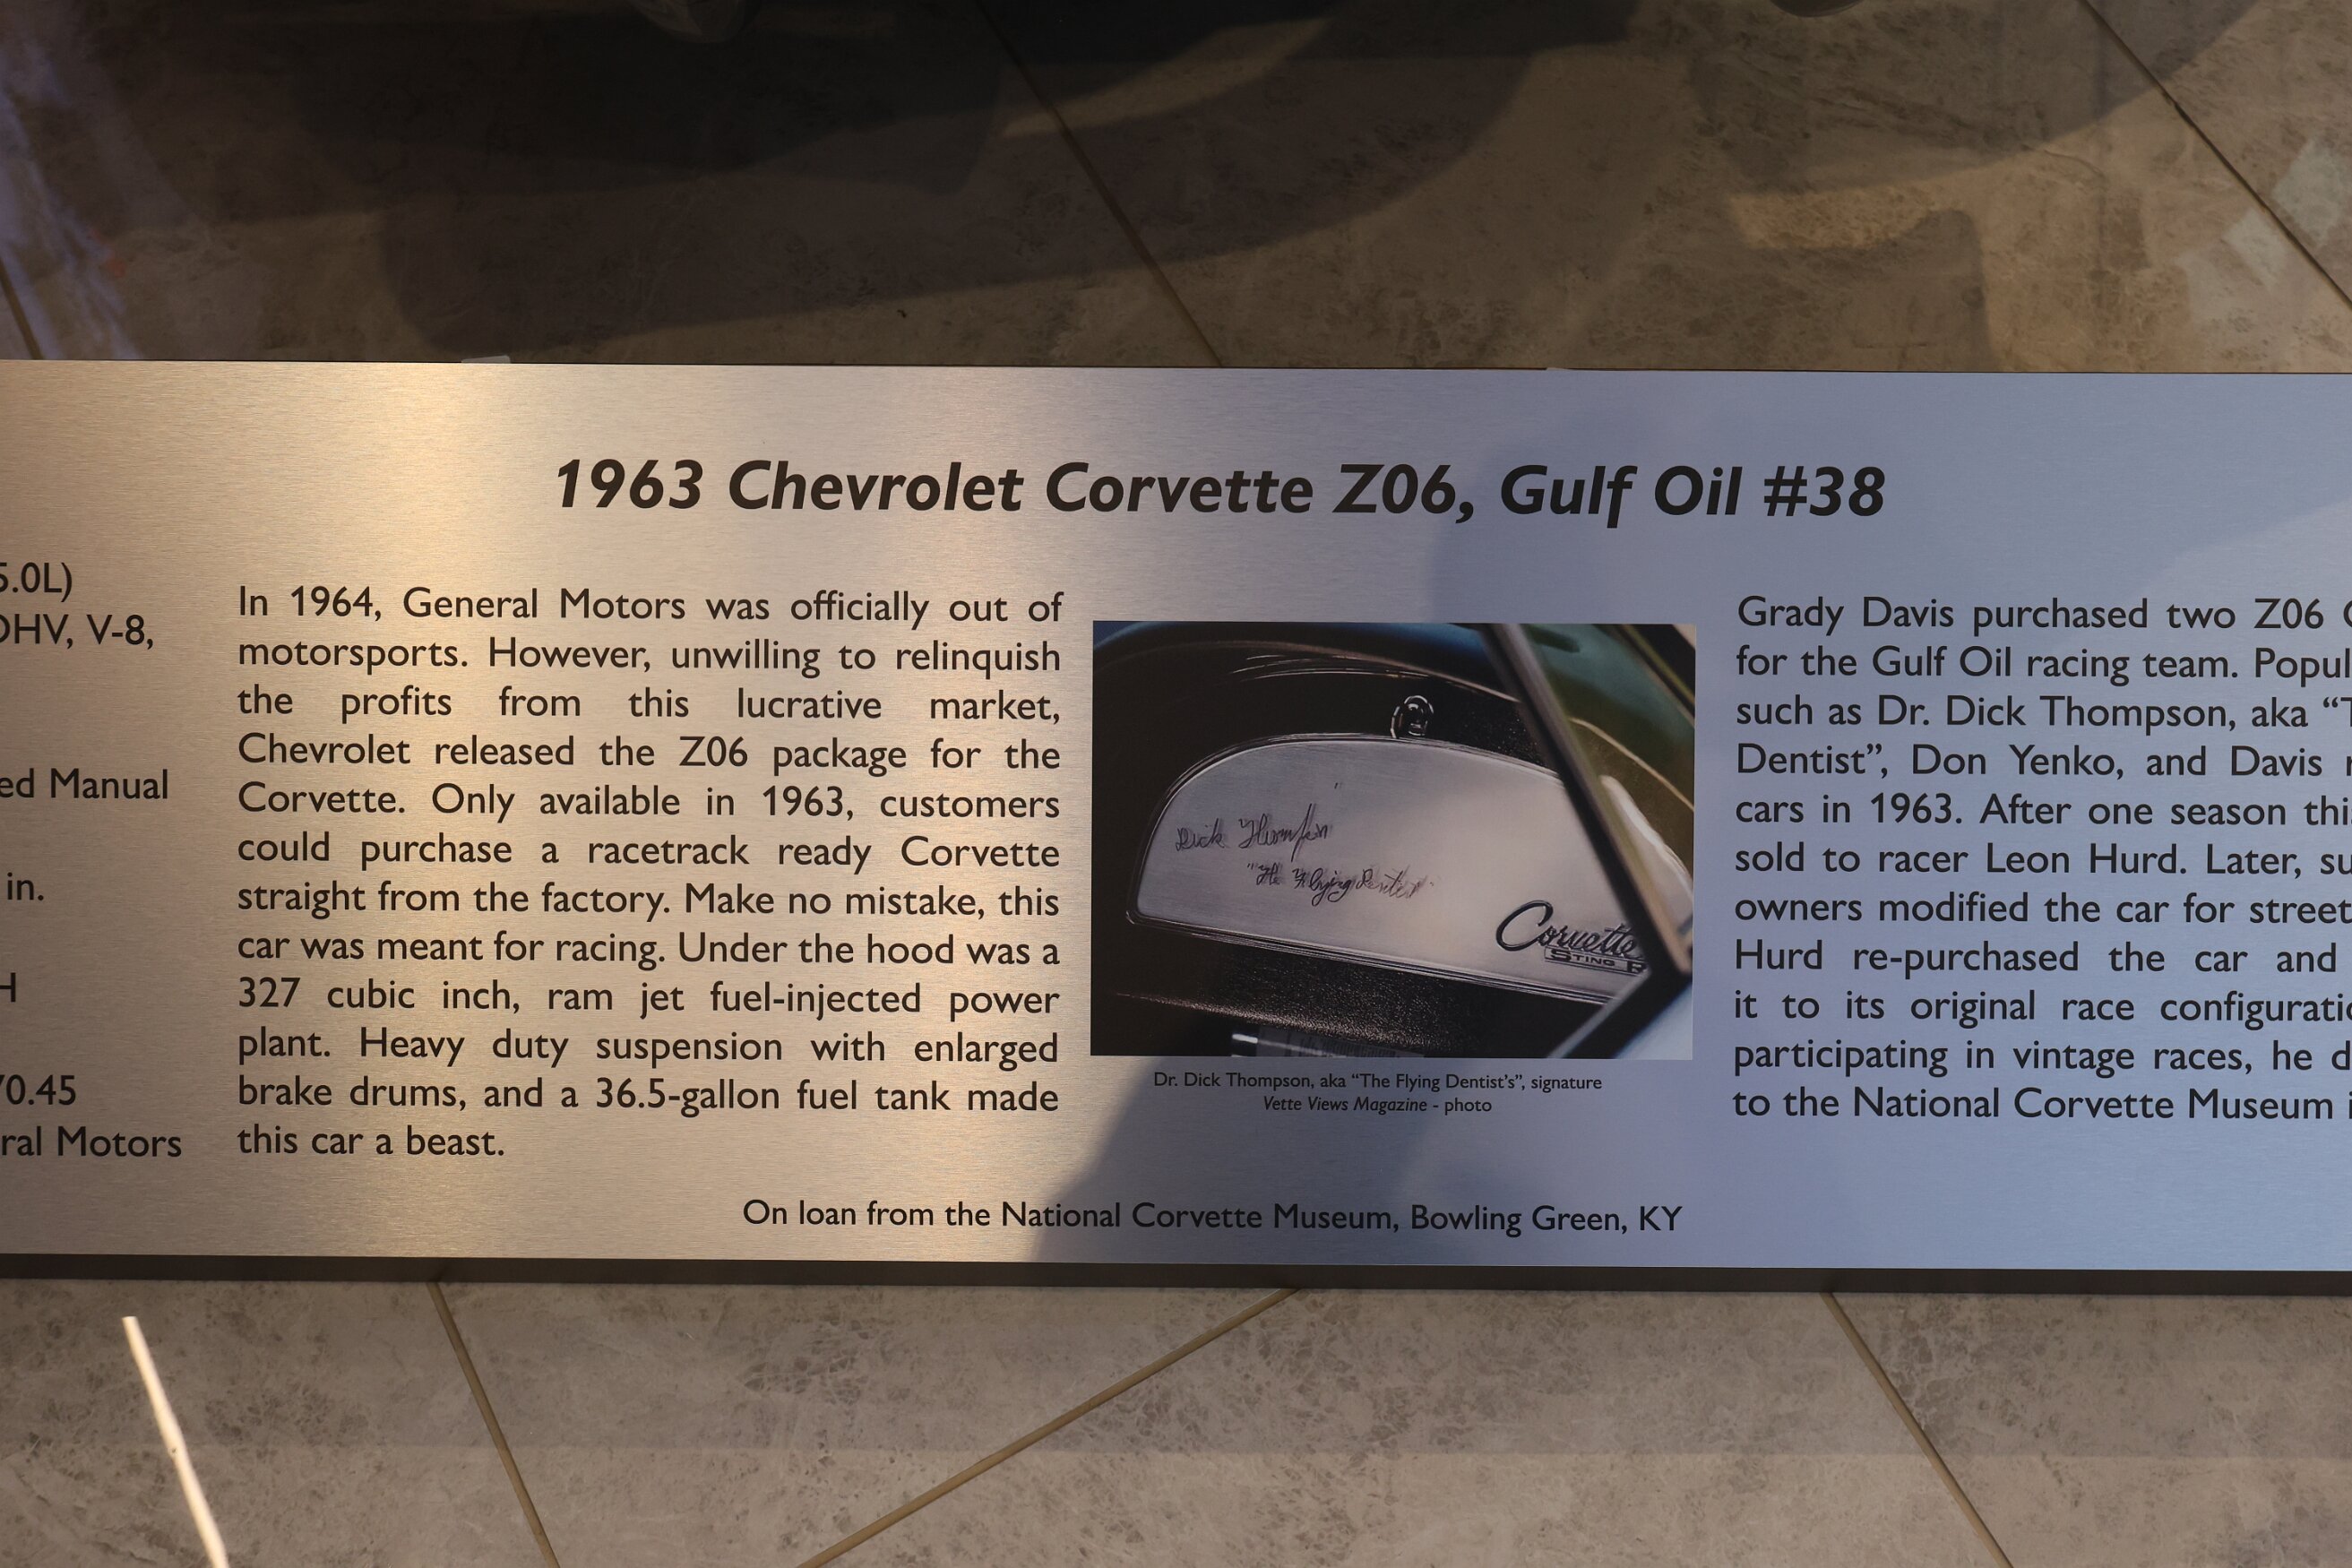 1963 Chevrolet Corvette Z06, Gulf Oil #38
5.0L)
OHV, V-8,
ed Manual
in.
H
0.45
ral Motors
In 1964, General Motors was officially out of
motorsports. However, unwilling to relinquish
the profits from this lucrative market,
Chevrolet released the Z06 package for the
Corvette. Only available in 1963, customers
could purchase a racetrack ready Corvette
straight from the factory. Make no mistake, this
car was meant for racing. Under the hood was a
327 cubic inch, ram jet fuel-injected power
plant. Heavy duty suspension with enlarged
brake drums, and a 36.5-gallon fuel tank made
this car a beast.
Dick Thompson
"The Flying Dentist"
Corvette
STING R
Dr. Dick Thompson, aka “The Flying Dentist’s”, signature
Vette Views Magazine - photo
Grady Davis purchased two Z06 C
for the Gulf Oil racing team. Popul
such as Dr. Dick Thompson, aka “T
Dentist”, Don Yenko, and Davis r
cars in 1963. After one season thi
sold to racer Leon Hurd. Later, su
owners modified the car for street
Hurd re-purchased the car and
it to its original race configuratio
participating in vintage races, he d
to the National Corvette Museum i
On loan from the National Corvette Museum, Bowling Green, KY